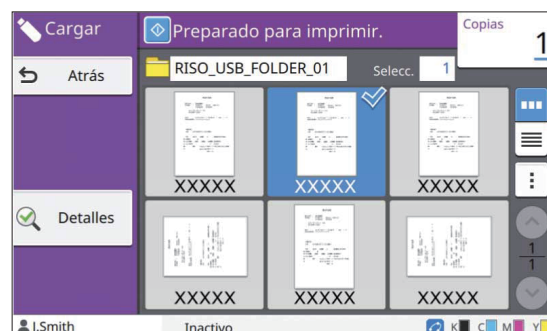 Cargar
Preparado para imprimir.
Copias
1
Atrás
RISO_USB_FOLDER_01
Selecc. 1
XXXXX XXXXX XXXXX
Detalles
1
1
XXXXX XXXXX XXXXX
J.Smith Inactivo K C M Y